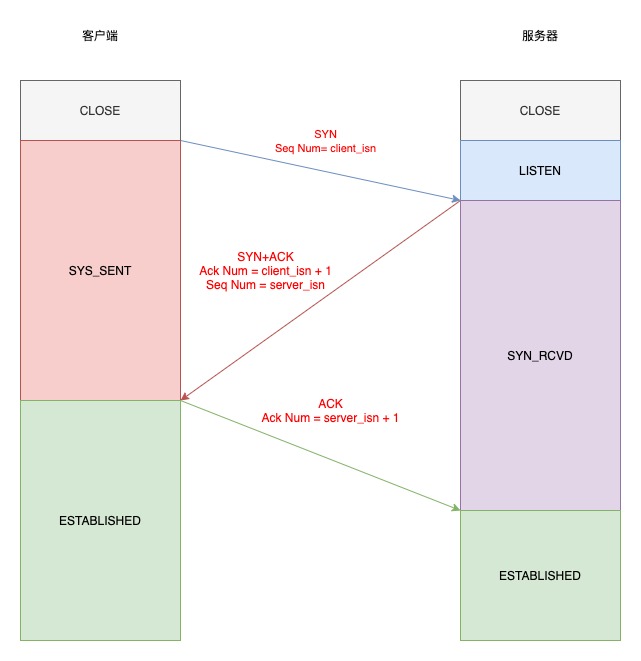 客户端
服务器
CLOSE
CLOSE
SYN
Seq Num= client_isn
LISTEN
SYN+ACK
Ack Num = client_isn + 1
Seq Num = server_isn
SYS_SENT
SYN_RCVD
ACK
Ack Num = server_isn + 1
ESTABLISHED
ESTABLISHED